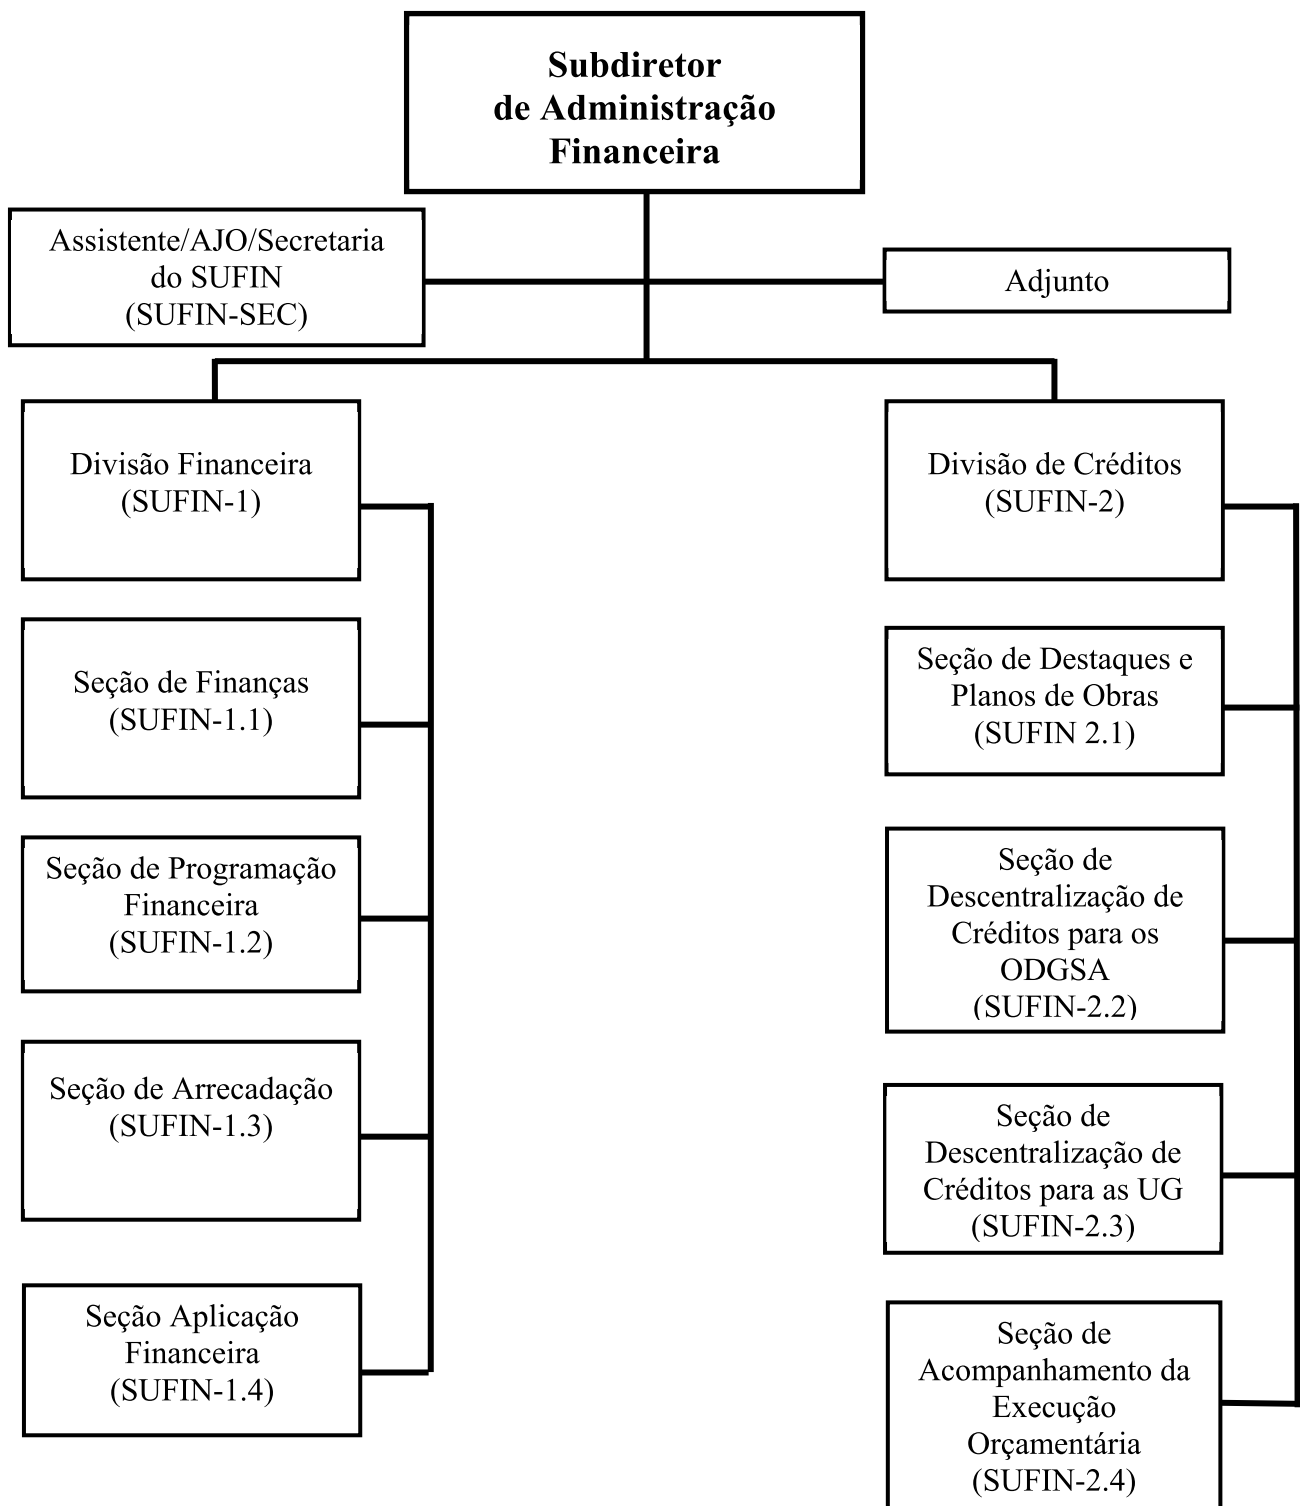 Subdiretor
de Administração
Financeira
Assistente/AJO/Secretaria
do SUFIN
(SUFIN-SEC)
Adjunto
Divisão Financeira
(SUFIN-1)
Divisão de Créditos
(SUFIN-2)
Seção de Finanças
(SUFIN-1.1)
Seção de Destaques e
Planos de Obras
(SUFIN 2.1)
Seção de Programação
Financeira
(SUFIN-1.2)
Seção de
Descentralização de
Créditos para os
ODGSA
(SUFIN-2.2)
Seção de Arrecadação
(SUFIN-1.3)
Seção de
Descentralização de
Créditos para as UG
(SUFIN-2.3)
Seção Aplicação
Financeira
(SUFIN-1.4)
Seção de
Acompanhamento da
Execução
Orçamentária
(SUFIN-2.4)